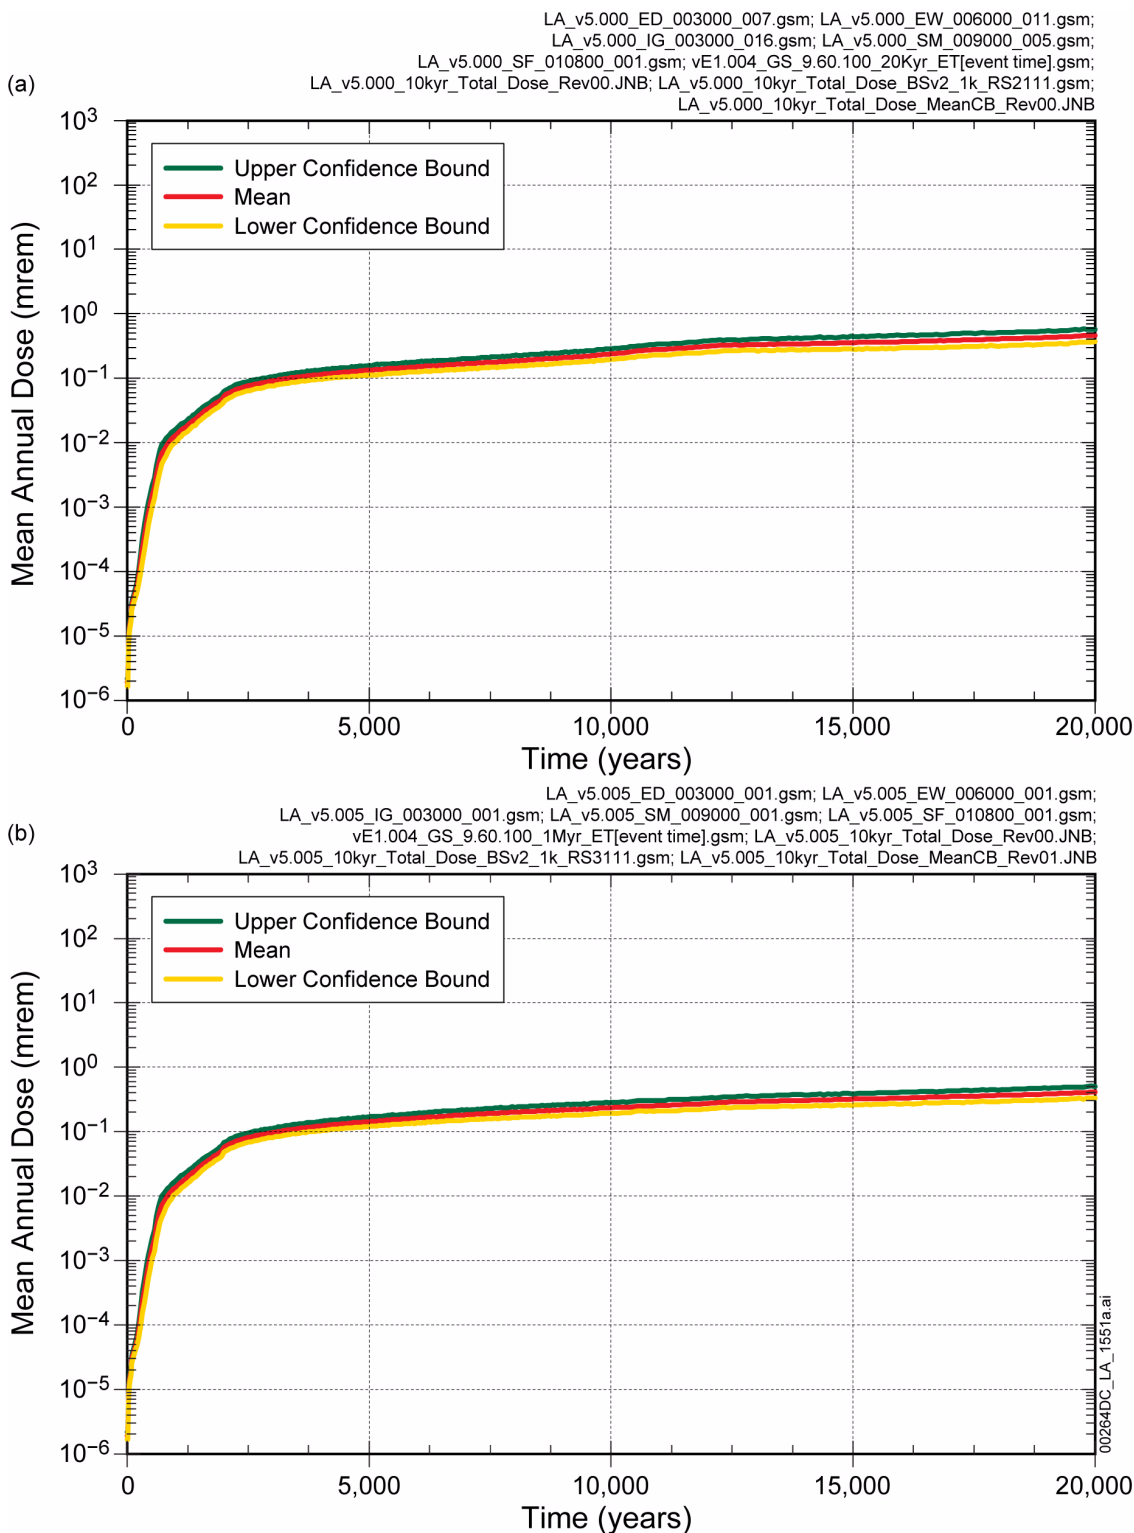 LA_v5.000_ED_003000_007.gsm; LA_v5.000_EW_006000_011.gsm;
LA_v5.000_IG_003000_016.gsm; LA_v5.000_SM_009000_005.gsm;
LA_v5.000_SF_010800_001.gsm; vE1.004_GS_9.60.100_20Kyr_ET[event time].gsm;
LA_v5.000_10kyr_Total_Dose_Rev00.JNB; LA_v5.000_10kyr_Total_Dose_BSv2_1k_RS2111.gsm;
LA_v5.000_10kyr_Total_Dose_MeanCB_Rev00.JNB
(a)
Upper Confidence Bound
Mean
Lower Confidence Bound
Mean Annual Dose (mrem)
10³
10²
10¹
10⁰
10⁻¹
10⁻²
10⁻³
10⁻⁴
10⁻⁵
10⁻⁶
0 5,000 10,000 15,000 20,000
Time (years)
LA_v5.005_ED_003000_001.gsm; LA_v5.005_EW_006000_001.gsm;
LA_v5.005_IG_003000_001.gsm; LA_v5.005_SM_009000_001.gsm; LA_v5.005_SF_010800_001.gsm;
vE1.004_GS_9.60.100_1Myr_ET[event time].gsm; LA_v5.005_10kyr_Total_Dose_Rev00.JNB;
LA_v5.005_10kyr_Total_Dose_BSv2_1k_RS3111.gsm; LA_v5.005_10kyr_Total_Dose_MeanCB_Rev01.JNB
(b)
Upper Confidence Bound
Mean
Lower Confidence Bound
Mean Annual Dose (mrem)
10³
10²
10¹
10⁰
10⁻¹
10⁻²
10⁻³
10⁻⁴
10⁻⁵
10⁻⁶
0 5,000 10,000 15,000 20,000
Time (years)
00264DC_LA_1551a.ai